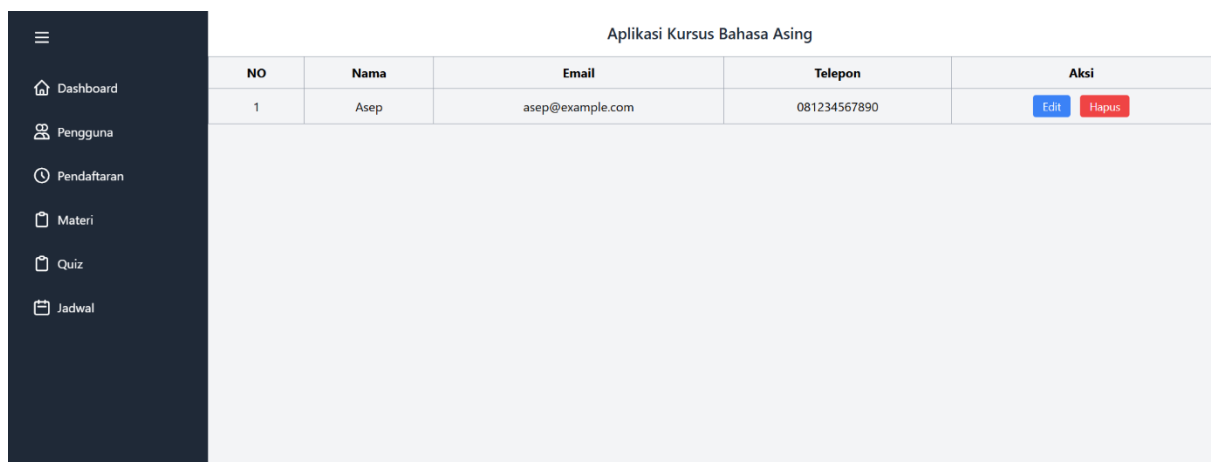 Aplikasi Kursus Bahasa Asing
Dashboard
Pengguna
Pendaftaran
Materi
Quiz
Jadwal
NO Nama Email Telepon Aksi
1 Asep asep@example.com 081234567890 Edit Hapus